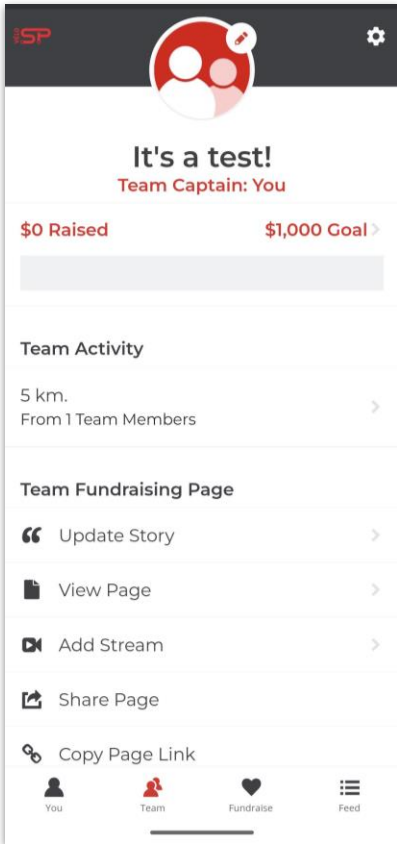 SP
It's a test!
Team Captain: You
$0 Raised
$1,000 Goal
Team Activity
5 km.
From 1 Team Members
Team Fundraising Page
Update Story
View Page
Add Stream
Share Page
Copy Page Link
You
Team
Fundraise
Feed